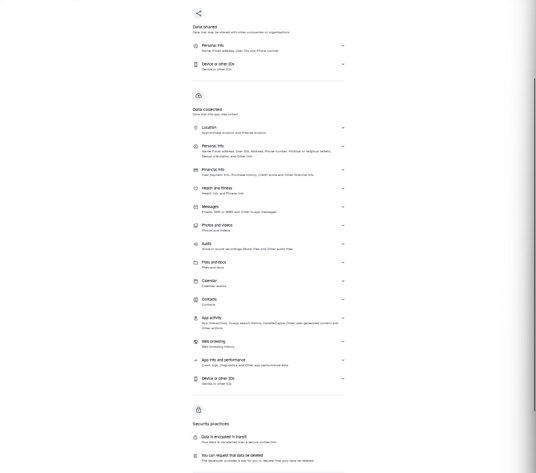 Data shared
Data that may be shared with other companies or organisations
Personal info
Name, Email address, User IDs and Phone number
Device or other IDs
Device or other IDs
Data collected
Data that this app may collect
Location
Approximate location and Precise location
Personal info
Name, Email address, User IDs, Address, Phone number, Political or religious beliefs,
Sexual orientation and Other info
Financial info
User payment info, Purchase history, Credit score and Other financial info
Health and fitness
Health info and Fitness info
Messages
Emails, SMS or MMS and Other in-app messages
Photos and videos
Photos and Videos
Audio
Voice or sound recordings, Music files and Other audio files
Files and docs
Files and docs
Calendar
Calendar events
Contacts
Contacts
App activity
App interactions, In-app search history, Installed apps, Other user-generated content and
Other actions
Web browsing
Web browsing history
App info and performance
Crash logs, Diagnostics and Other app performance data
Device or other IDs
Device or other IDs
Security practices
Data is encrypted in transit
Your data is transferred over a secure connection
You can request that data be deleted
The developer provides a way for you to request that your data be deleted